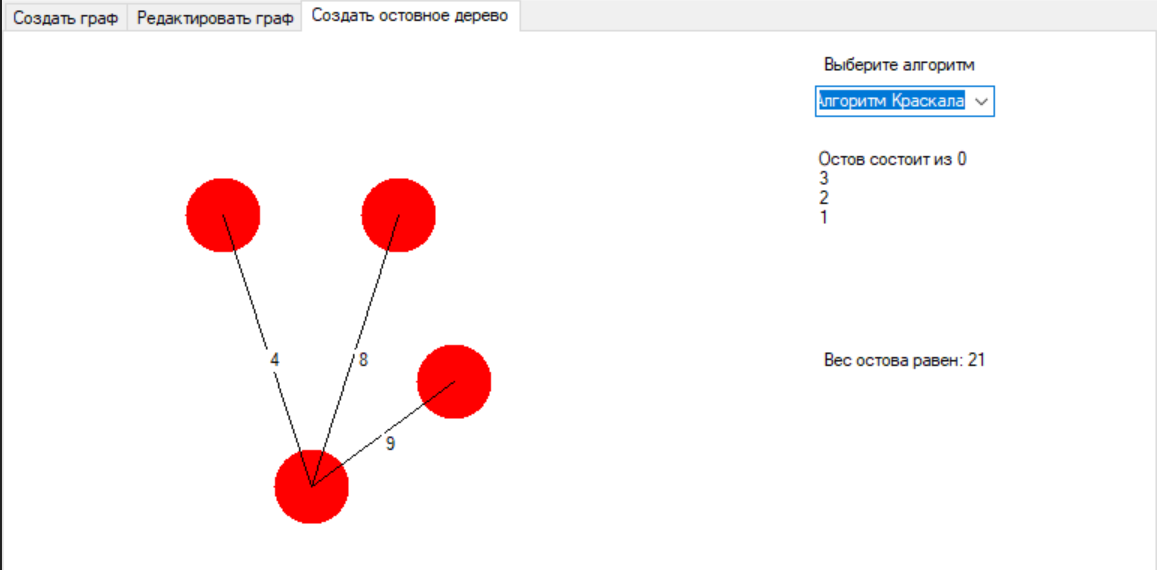 Создать граф Редактировать граф Создать остовное дерево
Выберите алгоритм
Алгоритм Краскала
Остов состоит из 0
3
2
1
4
8
Вес остова равен: 21
9